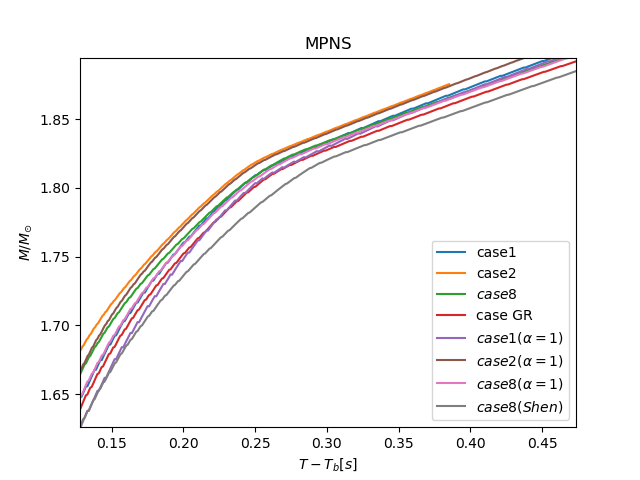 MPNS
M/M☉
1.85
1.80
1.75
1.70
1.65
case1
case2
case8
case GR
case1(α = 1)
case2(α = 1)
case8(α = 1)
case8(Shen)
0.15 0.20 0.25 0.30 0.35 0.40 0.45
T − T_b[s]